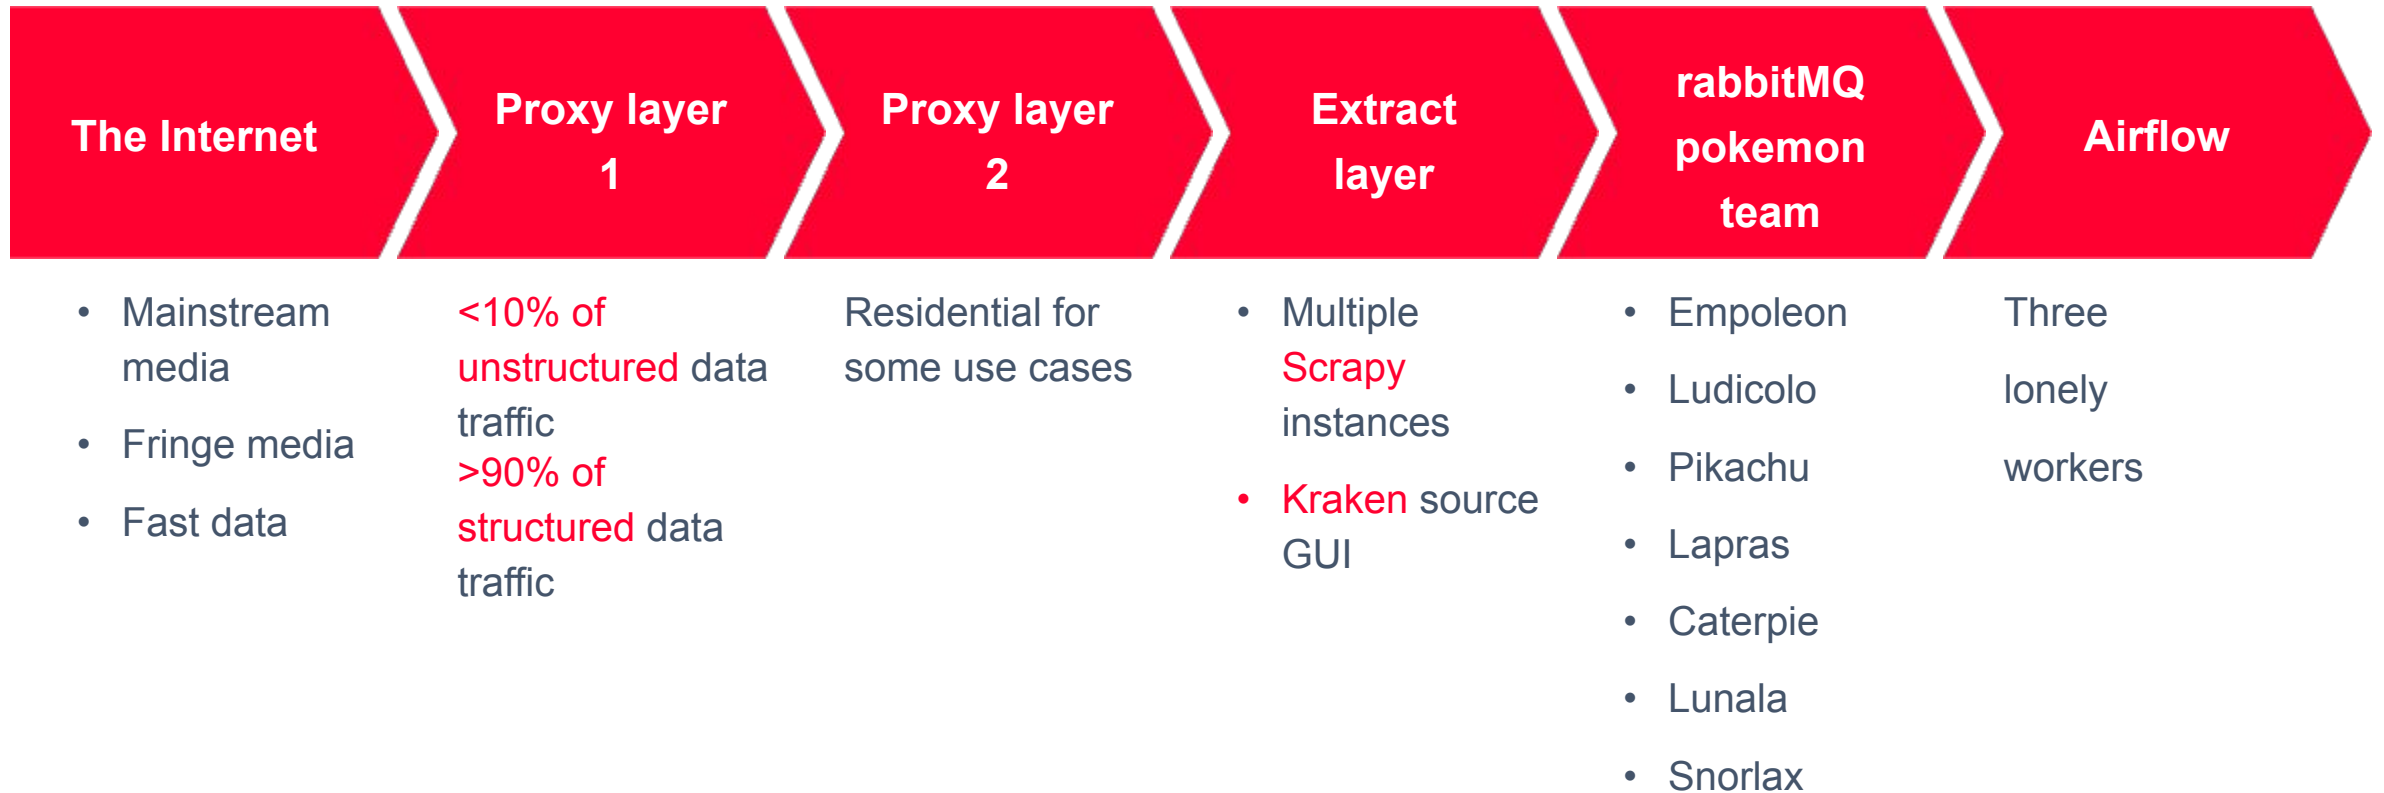 The Internet
Proxy layer
1
Proxy layer
2
Extract
layer
rabbitMQ
pokemon
team
Airflow
• Mainstream
media
• Fringe media
• Fast data
<10% of
unstructured data
traffic
>90% of
structured data
traffic
Residential for
some use cases
• Multiple
Scrapy
instances
• Kraken source
GUI
• Empoleon
• Ludicolo
• Pikachu
• Lapras
• Caterpie
• Lunala
• Snorlax
Three
lonely
workers